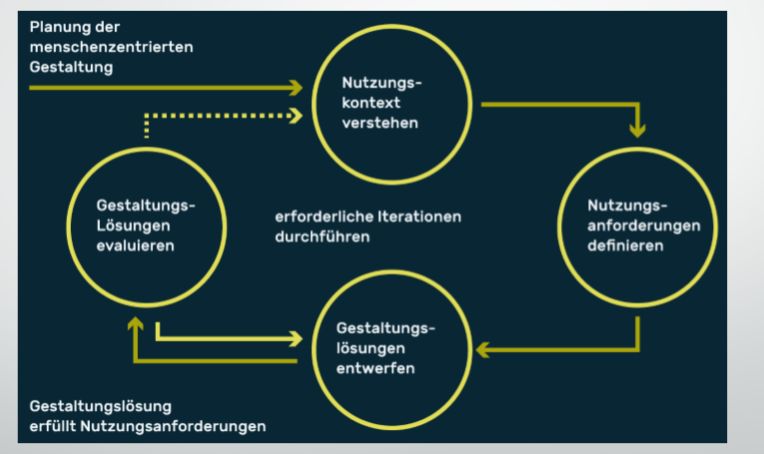 Planung der
menschenzentrierten
Gestaltung
Nutzungs-
kontext
verstehen
Gestaltungs-
Lösungen
evaluieren
erforderliche Iterationen
durchführen
Nutzungs-
anforderungen
definieren
Gestaltungs-
lösungen
entwerfen
Gestaltungslösung
erfüllt Nutzungsanforderungen